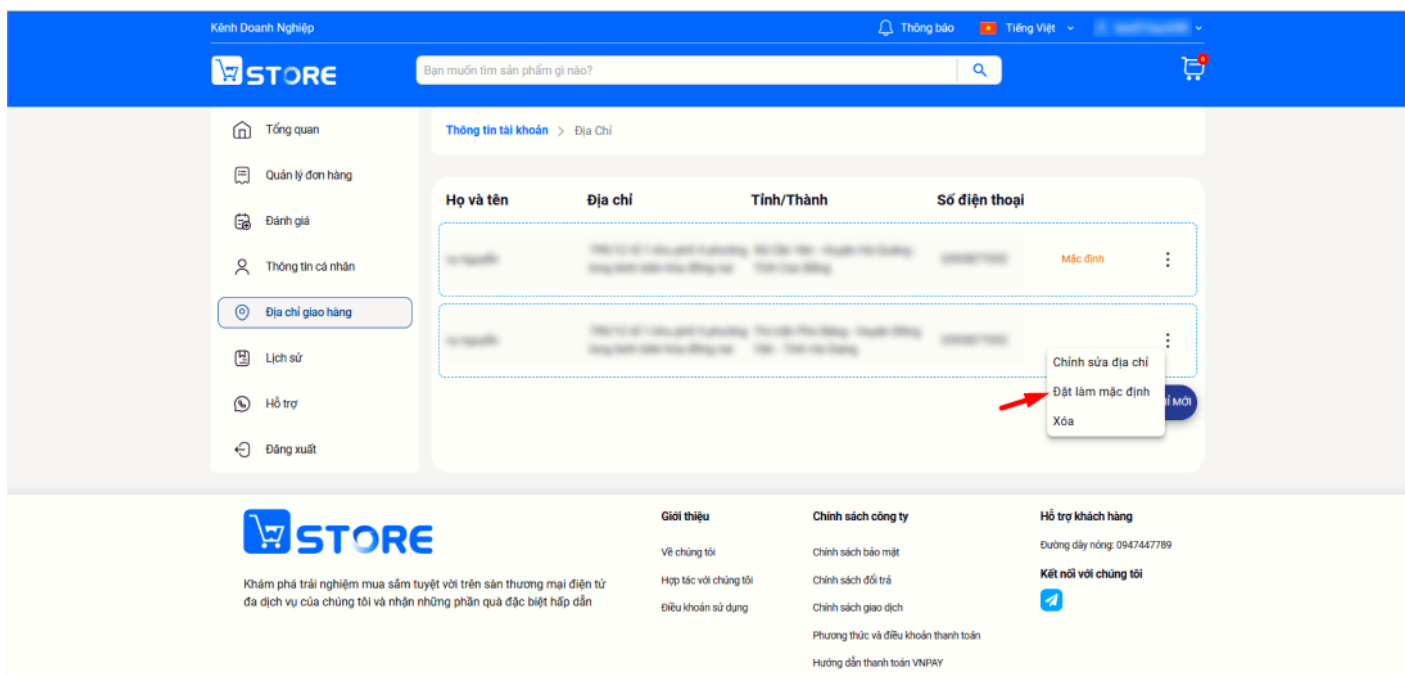 Kênh Doanh Nghiệp
Thông báo
Tiếng Việt
STORE
Bạn muốn tìm sản phẩm gì nào?
0
Tổng quan
Quản lý đơn hàng
Đánh giá
Thông tin cá nhân
Địa chỉ giao hàng
Lịch sử
Hỗ trợ
Đăng xuất
Thông tin tài khoản > Địa Chỉ
Họ và tên Địa chỉ Tỉnh/Thành Số điện thoại
Mặc định
Chỉnh sửa địa chỉ
Đặt làm mặc định
Xóa
MỚI
STORE
Khám phá trải nghiệm mua sắm tuyệt vời trên sàn thương mại điện tử
đa dịch vụ của chúng tôi và nhận những phần quà đặc biệt hấp dẫn
Giới thiệu
Về chúng tôi
Hợp tác với chúng tôi
Điều khoản sử dụng
Chính sách công ty
Chính sách bảo mật
Chính sách đổi trả
Chính sách giao dịch
Phương thức và điều khoản thanh toán
Hướng dẫn thanh toán VNPAY
Hỗ trợ khách hàng
Đường dây nóng: 0947447789
Kết nối với chúng tôi